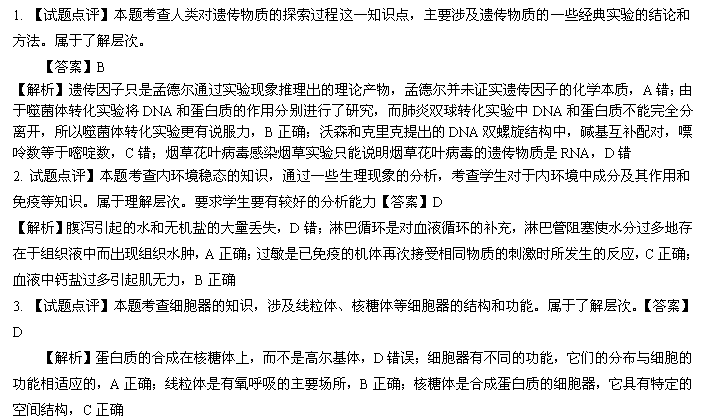 1. 【试题点评】本题考查人类对遗传物质的探索过程这一知识点，主要涉及遗传物质的一些经典实验的结论和
方法。属于了解层次。
【答案】B
【解析】遗传因子只是孟德尔通过实验现象推理出的理论产物，孟德尔并未证实遗传因子的化学本质，A 错；由
于噬菌体转化实验将 DNA 和蛋白质的作用分别进行了研究，而肺炎双球转化实验中 DNA 和蛋白质不能完全分
离开，所以噬菌体转化实验更有说服力，B 正确；沃森和克里克提出的 DNA 双螺旋结构中，碱基互补配对，嘌
呤数等于嘧啶数，C 错；烟草花叶病毒感染烟草实验只能说明烟草花叶病毒的遗传物质是 RNA，D 错
2. 试题点评】本题考查内环境稳态的知识，通过一些生理现象的分析，考查学生对于内环境中成分及其作用和
免疫等知识。属于理解层次。要求学生要有较好的分析能力【答案】D
【解析】腹泻引起的水和无机盐的大量丢失，D 错；淋巴循环是对血液循环的补充，淋巴管阻塞使水分过多地存
在于组织液中而出现组织水肿，A 正确；过敏是已免疫的机体再次接受相同物质的刺激时所发生的反应，C 正确；
血液中钙盐过多引起肌无力，B 正确
3. 【试题点评】本题考查细胞器的知识，涉及线粒体、核糖体等细胞器的结构和功能。属于了解层次。【答案】
D
【解析】蛋白质的合成在核糖体上，而不是高尔基体，D 错误；细胞器有不同的功能，它们的分布与细胞的
功能相适应的，A 正确；线粒体是有氧呼吸的主要场所，B 正确；核糖体是合成蛋白质的细胞器，它具有特定的
空间结构，C 正确